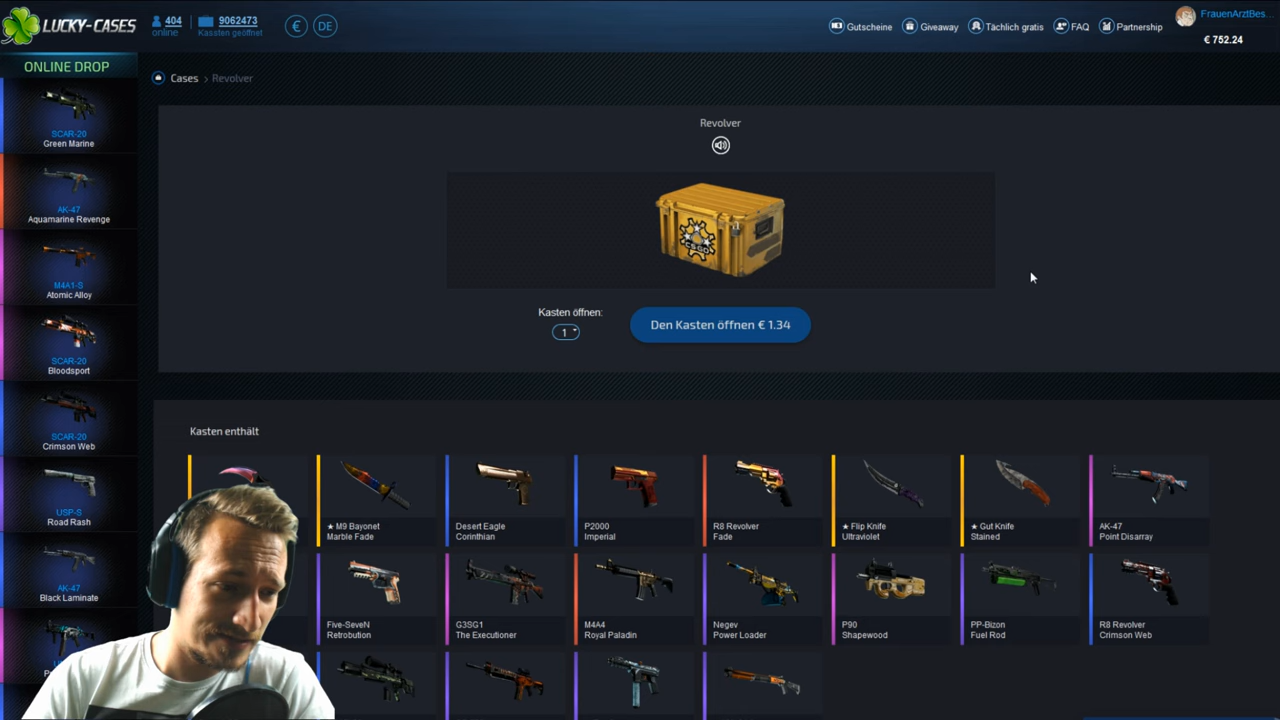 LUCKY-CASES
404
online
9062473
Kassten geöffnet
€
DE
Gutscheine
Giveaway
Tächlich gratis
FAQ
Partnership
FrauenArztBes...
€ 752.24
ONLINE DROP
SCAR-20
Green Marine
AK-47
Aquamarine Revenge
M4A1-S
Atomic Alloy
SCAR-20
Bloodsport
SCAR-20
Crimson Web
USP-S
Road Rash
AK-47
Black Laminate
Cases > Revolver
Revolver
CS GO
Kasten öffnen:
1
Den Kasten öffnen € 1.34
Kasten enthält
★ M9 Bayonet
Marble Fade
Desert Eagle
Corinthian
P2000
Imperial
R8 Revolver
Fade
★ Flip Knife
Ultraviolet
★ Gut Knife
Stained
AK-47
Point Disarray
Five-SeveN
Retrobution
G3SG1
The Executioner
M4A4
Royal Paladin
Negev
Power Loader
P90
Shapewood
PP-Bizon
Fuel Rod
R8 Revolver
Crimson Web